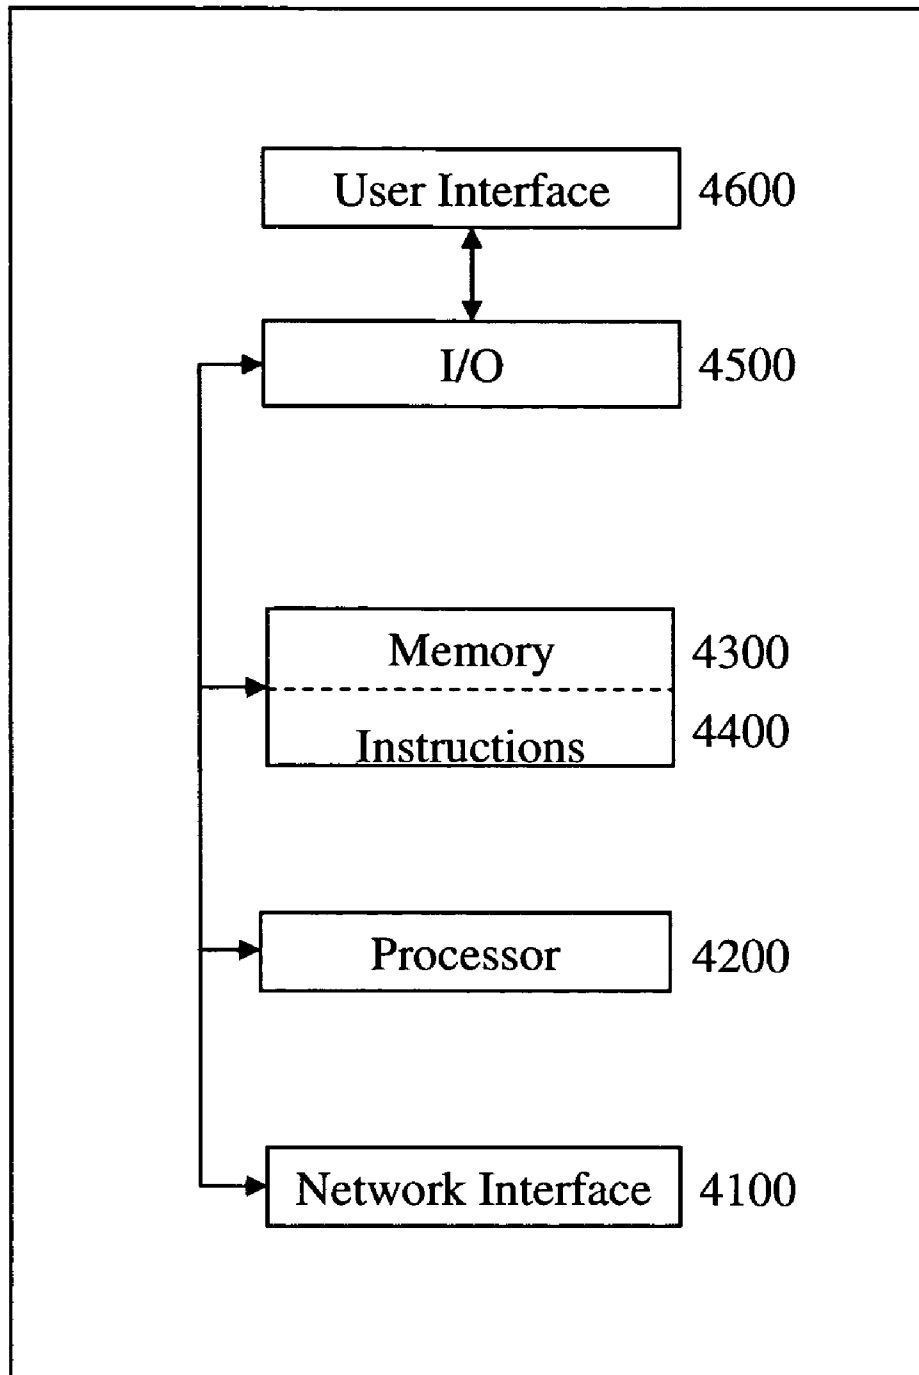 User Interface 4600
I/O 4500
Memory 4300
Instructions 4400
Processor 4200
Network Interface 4100